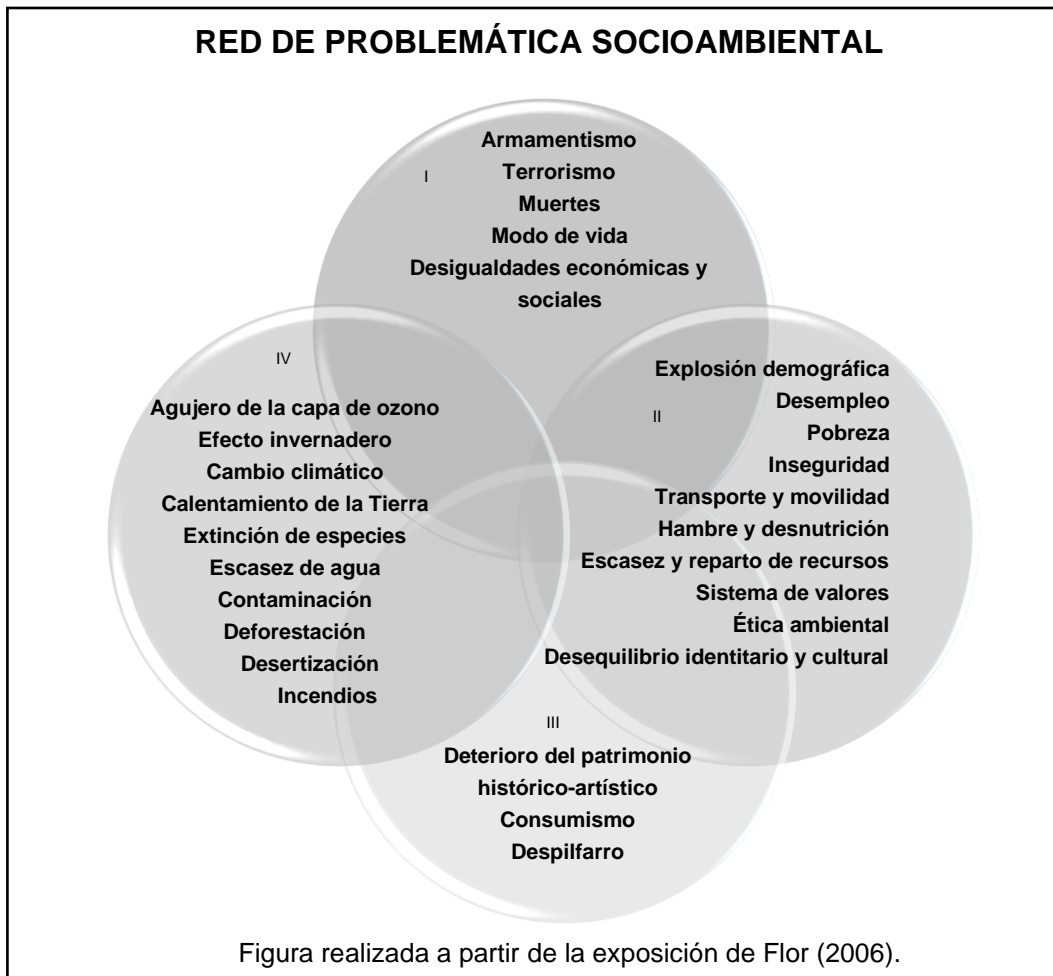 RED DE PROBLEMÁTICA SOCIOAMBIENTAL
I
Armamentismo
Terrorismo
Muertes
Modo de vida
Desigualdades económicas y
sociales
II
Explosión demográfica
Desempleo
Pobreza
Inseguridad
Transporte y movilidad
Hambre y desnutrición
Escasez y reparto de recursos
Sistema de valores
Ética ambiental
Desequilibrio identitario y cultural
III
Deterioro del patrimonio
histórico-artístico
Consumismo
Despilfarro
IV
Agujero de la capa de ozono
Efecto invernadero
Cambio climático
Calentamiento de la Tierra
Extinción de especies
Escasez de agua
Contaminación
Deforestación
Desertización
Incendios
Figura realizada a partir de la exposición de Flor (2006).